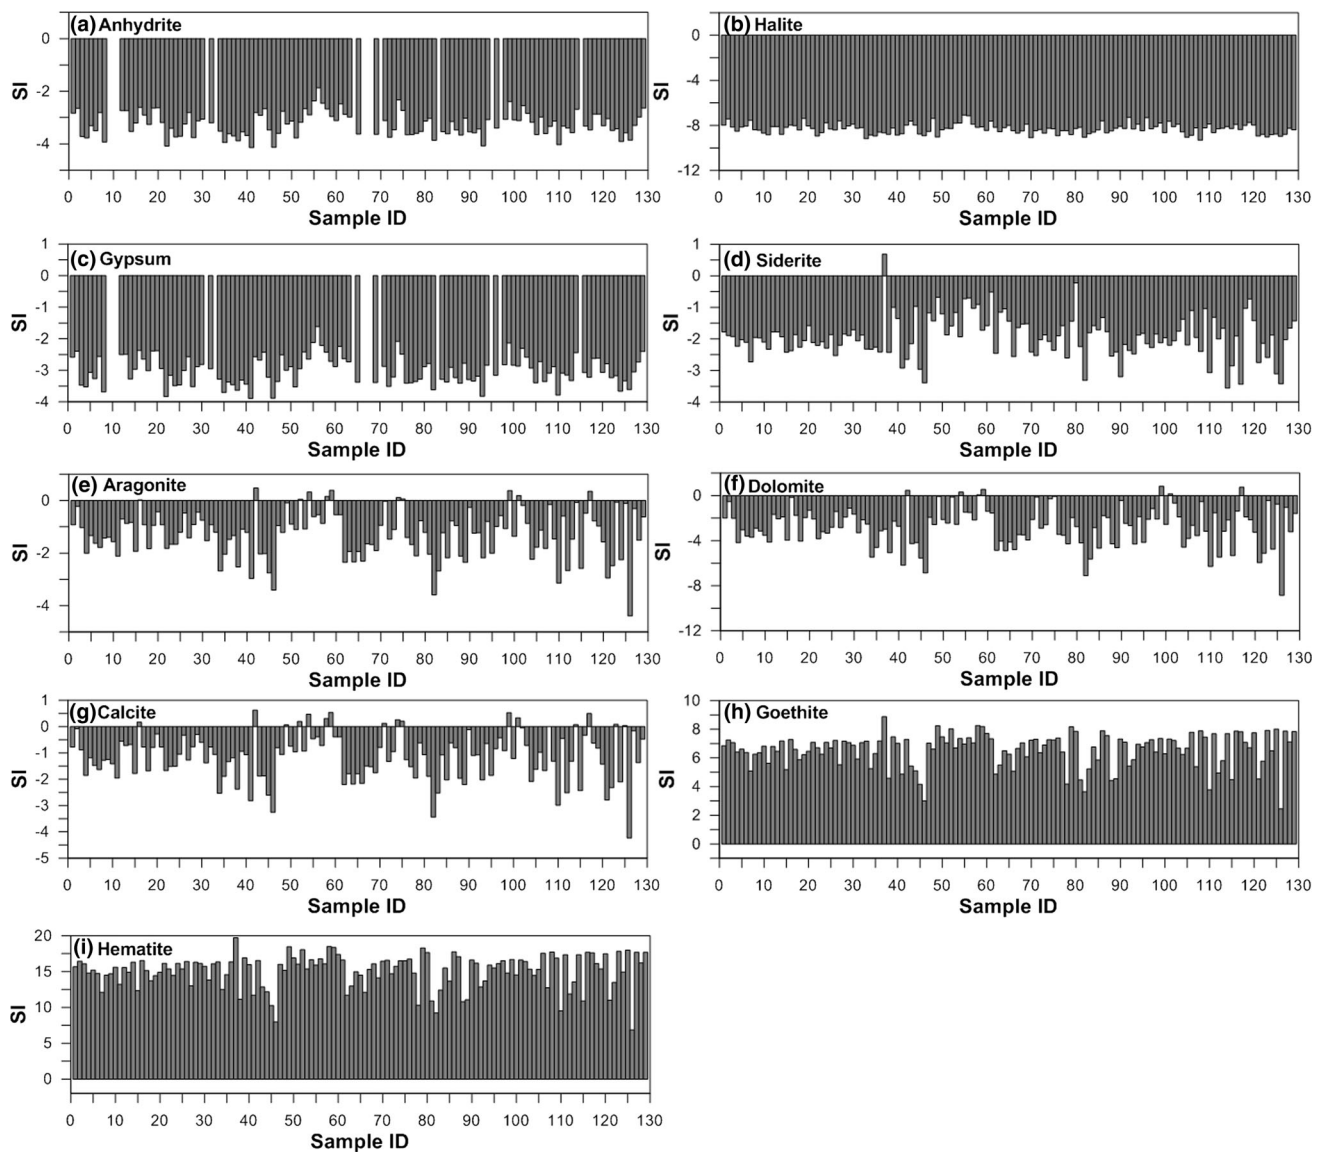 (a) Anhydrite
0
-2
-4
SI
0 10 20 30 40 50 60 70 80 90 100 110 120 130
Sample ID
(b) Halite
0
-4
-8
-12
SI
0 10 20 30 40 50 60 70 80 90 100 110 120 130
Sample ID
(c) Gypsum
1
0
-1
-2
-3
-4
SI
0 10 20 30 40 50 60 70 80 90 100 110 120 130
Sample ID
(d) Siderite
1
0
-1
-2
-3
-4
SI
0 10 20 30 40 50 60 70 80 90 100 110 120 130
Sample ID
(e) Aragonite
0
-2
-4
SI
0 10 20 30 40 50 60 70 80 90 100 110 120 130
Sample ID
(f) Dolomite
0
-4
-8
-12
SI
0 10 20 30 40 50 60 70 80 90 100 110 120 130
Sample ID
(g) Calcite
1
0
-1
-2
-3
-4
-5
SI
0 10 20 30 40 50 60 70 80 90 100 110 120 130
Sample ID
(h) Goethite
10
8
6
4
2
0
SI
0 10 20 30 40 50 60 70 80 90 100 110 120 130
Sample ID
(i) Hematite
20
15
10
5
0
SI
0 10 20 30 40 50 60 70 80 90 100 110 120 130
Sample ID